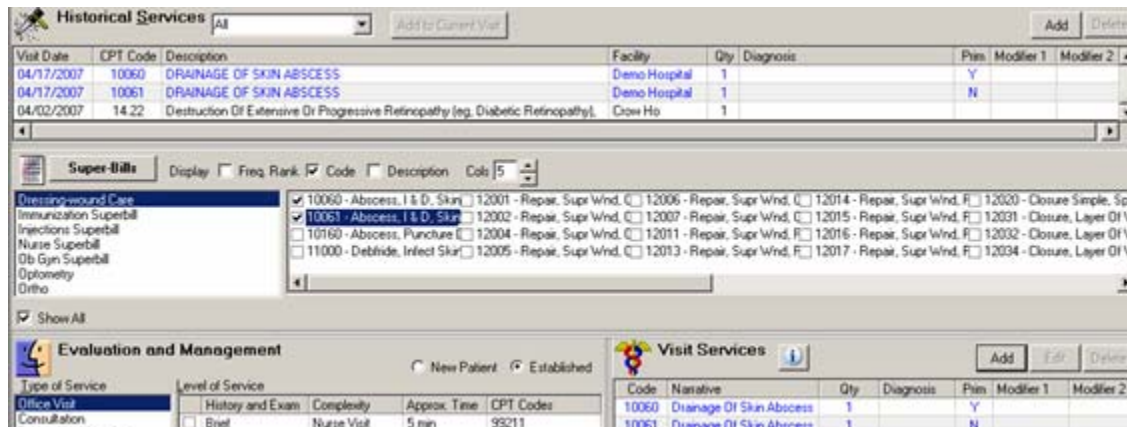 Historical Services All Add to Current Visit Add Delete
Visit Date CPT Code Description Facility Qty Diagnosis Prim Modifier 1 Modifier 2
04/17/2007 10060 DRAINAGE OF SKIN ABSCESS Demo Hospital 1 Y
04/17/2007 10061 DRAINAGE OF SKIN ABSCESS Demo Hospital 1 N
04/02/2007 14.22 Destruction Of Extensive Or Progressive Retinopathy (eg, Diabetic Retinopathy), Crow Ho 1
Super-Bills Display Freq. Rank Code Description Cols 5
Dressing-wound Care
Immunization Superbill
Injections Superbill
Nurse Superbill
Ob Gyn Superbill
Optometry
Ortho
10060 - Abscess, I & D, Skin 12001 - Repair, Supr Wnd, 12006 - Repair, Supr Wnd, 12014 - Repair, Supr Wnd, 12020 - Closure Simple, Sp
10061 - Abscess, I & D, Skin 12002 - Repair, Supr Wnd, 12007 - Repair, Supr Wnd, 12015 - Repair, Supr Wnd, 12031 - Closure, Layer Of
10160 - Abscess, Puncture 12004 - Repair, Supr Wnd, 12011 - Repair, Supr Wnd, 12016 - Repair, Supr Wnd, 12032 - Closure, Layer Of
11000 - Debride, Infect Skin 12005 - Repair, Supr Wnd, 12013 - Repair, Supr Wnd, 12017 - Repair, Supr Wnd, 12034 - Closure, Layer Of
Show All
Evaluation and Management New Patient Established
Type of Service Level of Service
Office Visit
Consultation
History and Exam Complexity Approx. Time CPT Codes
Brief Nurse Visit 5 min 99211
Visit Services i Add Edit Delete
Code Narrative Qty Diagnosis Prim Modifier 1 Modifier 2
10060 Drainage Of Skin Abscess 1 Y
10061 Drainage Of Skin Abscess 1 N